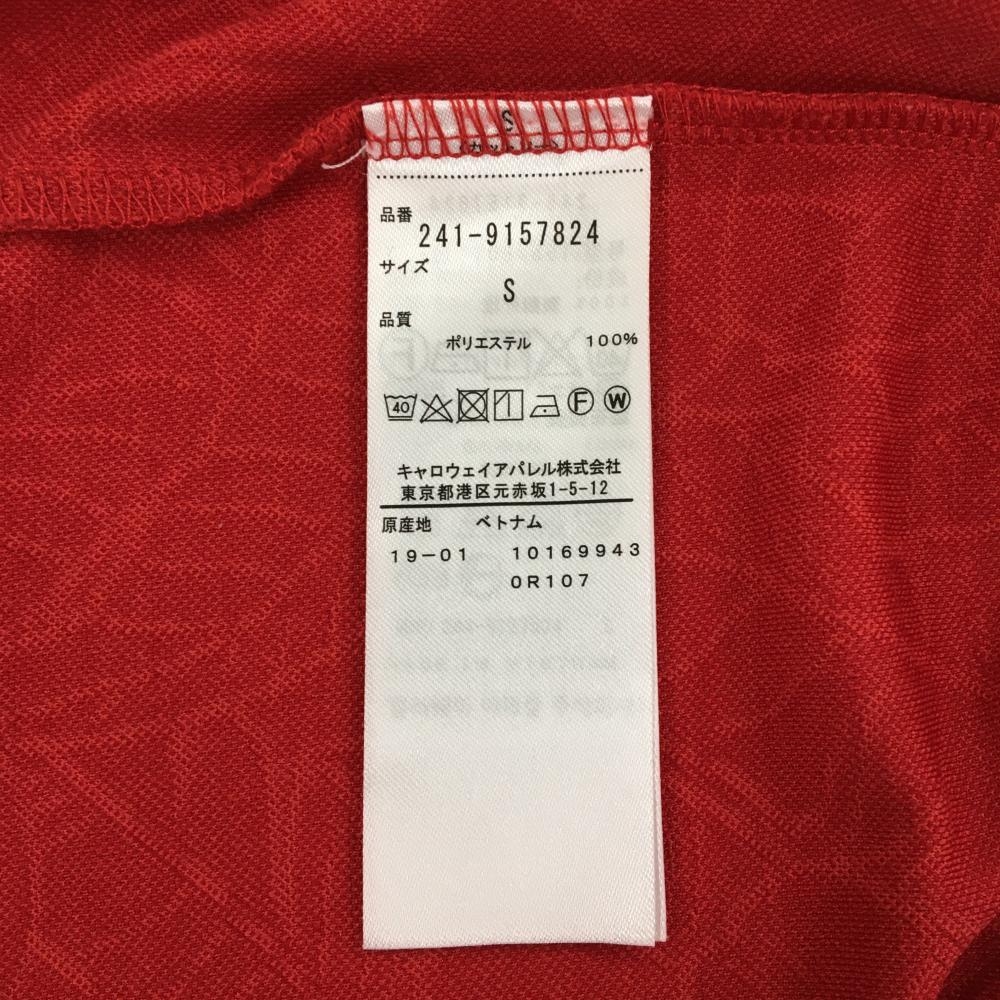 S
品番
241-9157824
サイズ
S
品質
ポリエステル 100%
40 F W
キャロウェイアパレル株式会社
東京都港区元赤坂1-5-12
原産地 ベトナム
19-01 10169943
0R107